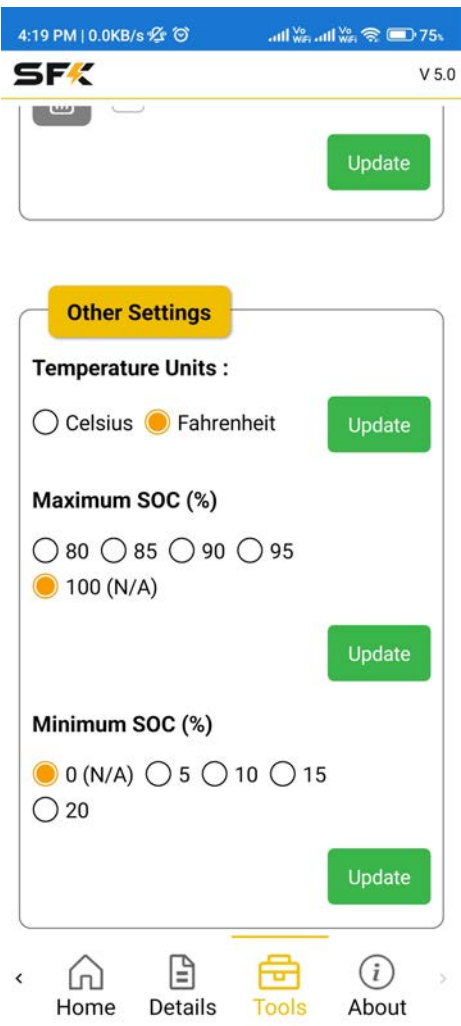 4:19 PM | 0.0KB/s Vo WiFi Vo WiFi 75%
SFK V 5.0
Update
Other Settings
Temperature Units :
Celsius Fahrenheit Update
Maximum SOC (%)
80 85 90 95
100 (N/A)
Update
Minimum SOC (%)
0 (N/A) 5 10 15
20
Update
Home Details Tools About